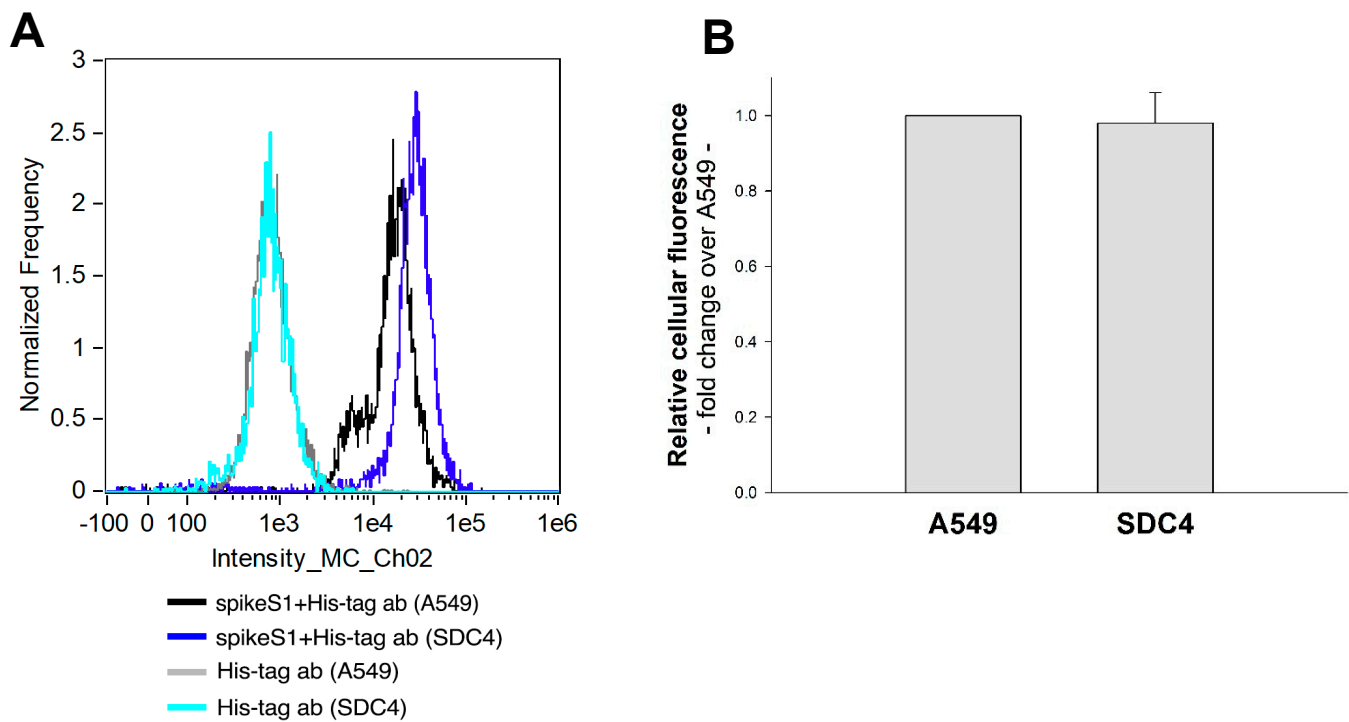 A
3
2.5
2
1.5
1
0.5
0
Normalized Frequency
-100 0 100 1e3 1e4 1e5 1e6
Intensity_MC_Ch02
spikeS1+His-tag ab (A549)
spikeS1+His-tag ab (SDC4)
His-tag ab (A549)
His-tag ab (SDC4)
B
Relative cellular fluorescence
- fold change over A549 -
1.0
0.8
0.6
0.4
0.2
0.0
A549 SDC4